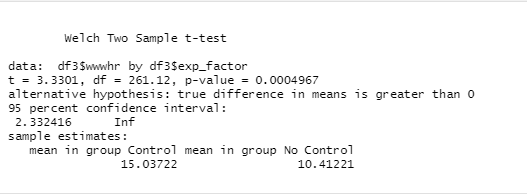 Welch Two Sample t-test
data: df3$wwwhr by df3$exp_factor
t = 3.3301, df = 261.12, p-value = 0.0004967
alternative hypothesis: true difference in means is greater than 0
95 percent confidence interval:
2.332416 Inf
sample estimates:
mean in group Control mean in group No Control
15.03722 10.41221